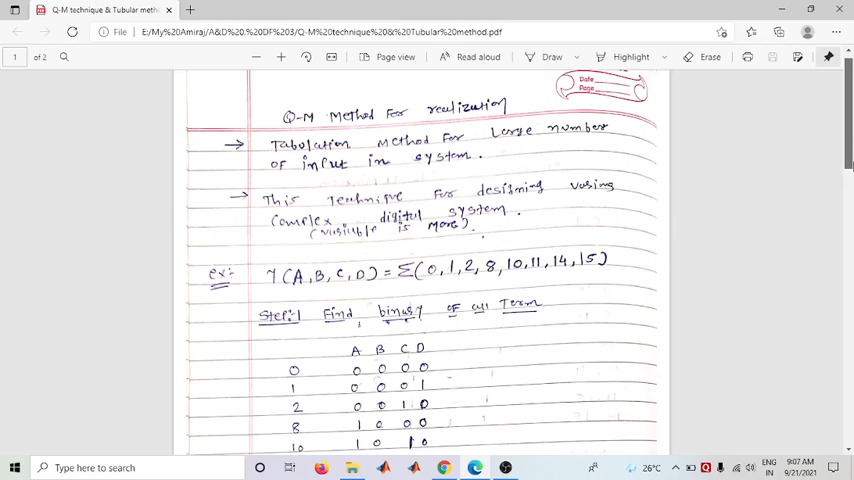 Q-M technique & Tubular method.
File
E:/My%20Amiraj/A&D%20.%20DF%203/Q-M%20technique%20&%20Tubular%20method.pdf
1 of 2
Page view
Read aloud
Draw
Highlight
Erase
Date
Page
Q-M Method For realization
→ Tabulation Method For Large number
of input in system.
→ This Technique for designing using
complex digital system
(variable is more).
ex:- Y(A,B,C,D) = Σ(0,1,2,8,10,11,14,15)
Step:-1 Find binary of all Term
A B C D
0 0 0 0 0
1 0 0 0 1
2 0 0 1 0
8 1 0 0 0
10 1 0 1 0
Type here to search
26°C
ENG
IN
9:07 AM
9/21/2021